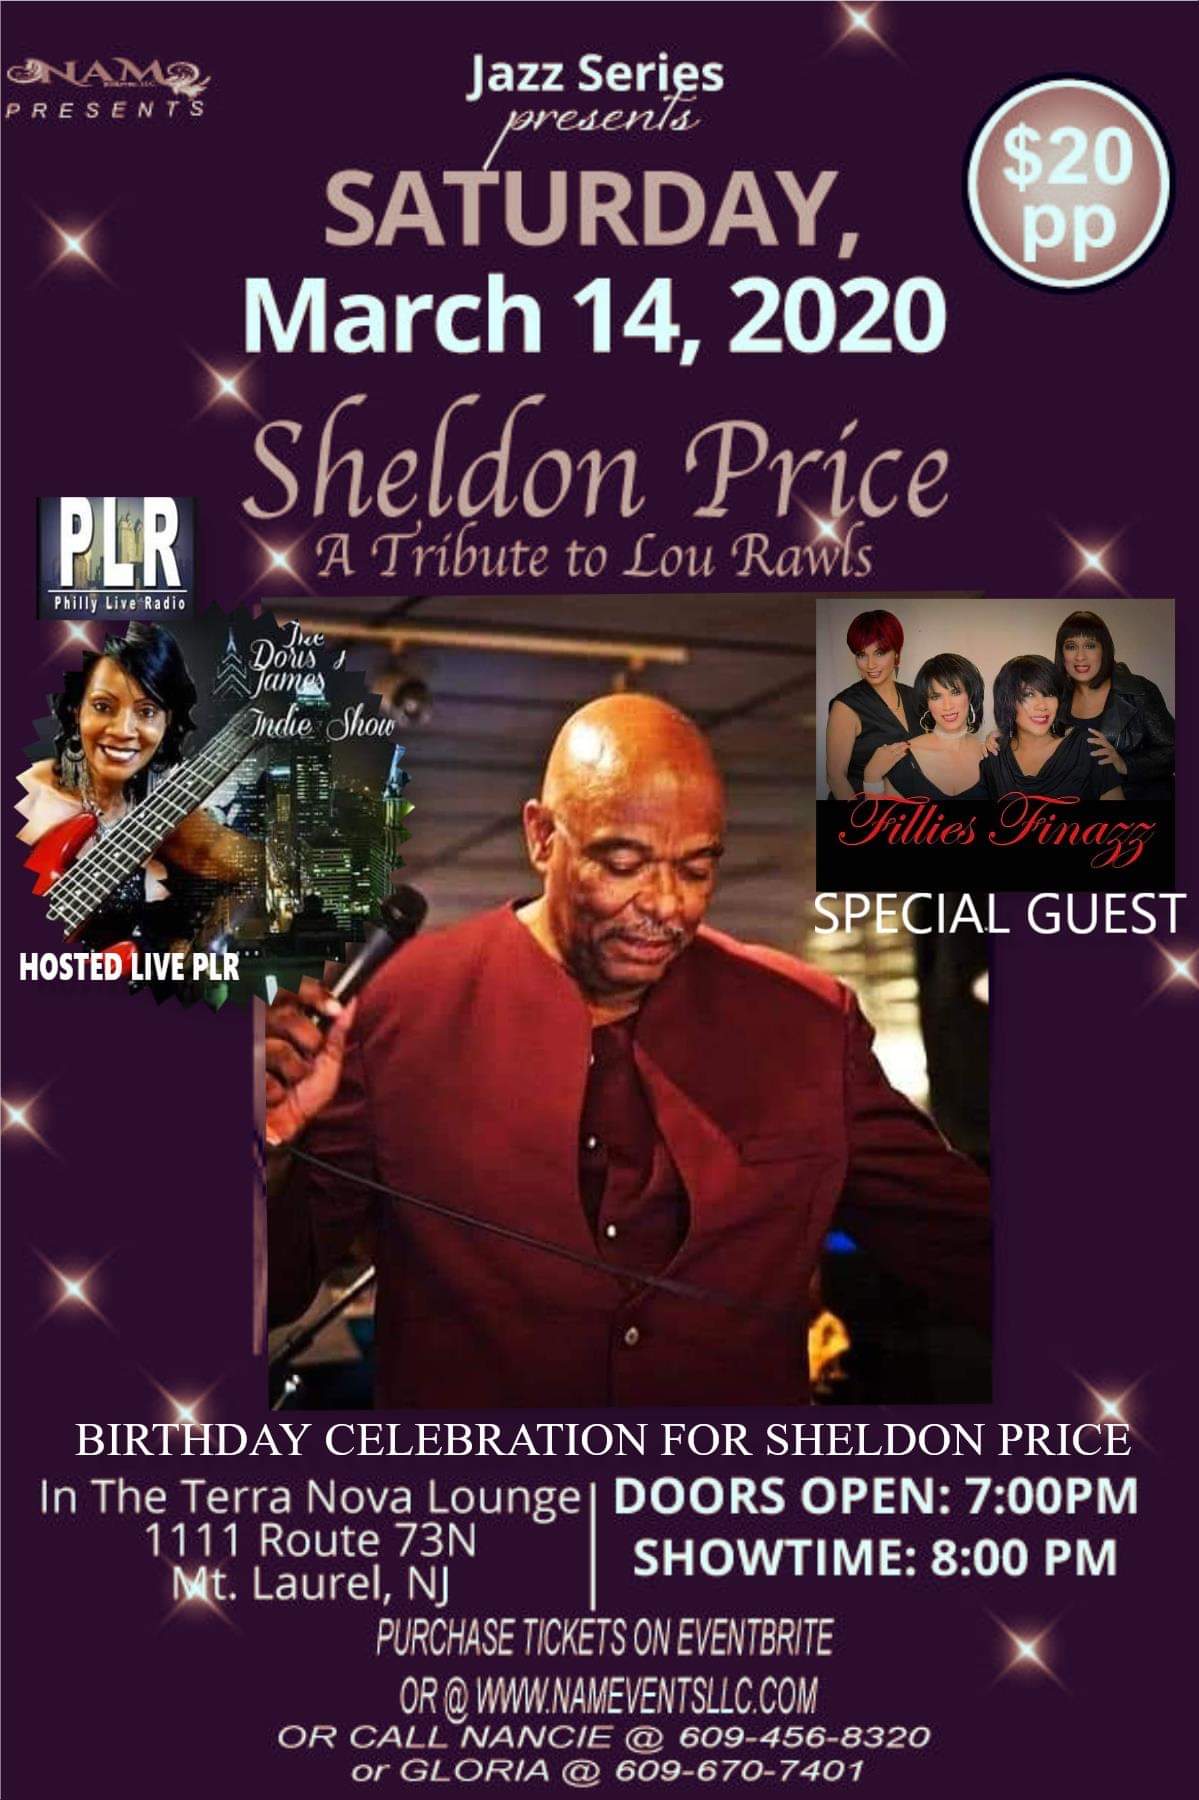 NAM
PRESENTS
Jazz Series
presents
$20
pp
SATURDAY,
March 14, 2020
Sheldon Price
A Tribute to Lou Rawls
PLR
Philly Live Radio
The
Doris
James
Indie Show
HOSTED LIVE PLR
Fillies Finazz
SPECIAL GUEST
BIRTHDAY CELEBRATION FOR SHELDON PRICE
In The Terra Nova Lounge
1111 Route 73N
Mt. Laurel, NJ
DOORS OPEN: 7:00PM
SHOWTIME: 8:00 PM
PURCHASE TICKETS ON EVENTBRITE
OR @ WWW.NAMEVENTSLLC.COM
OR CALL NANCIE @ 609-456-8320
or GLORIA @ 609-670-7401